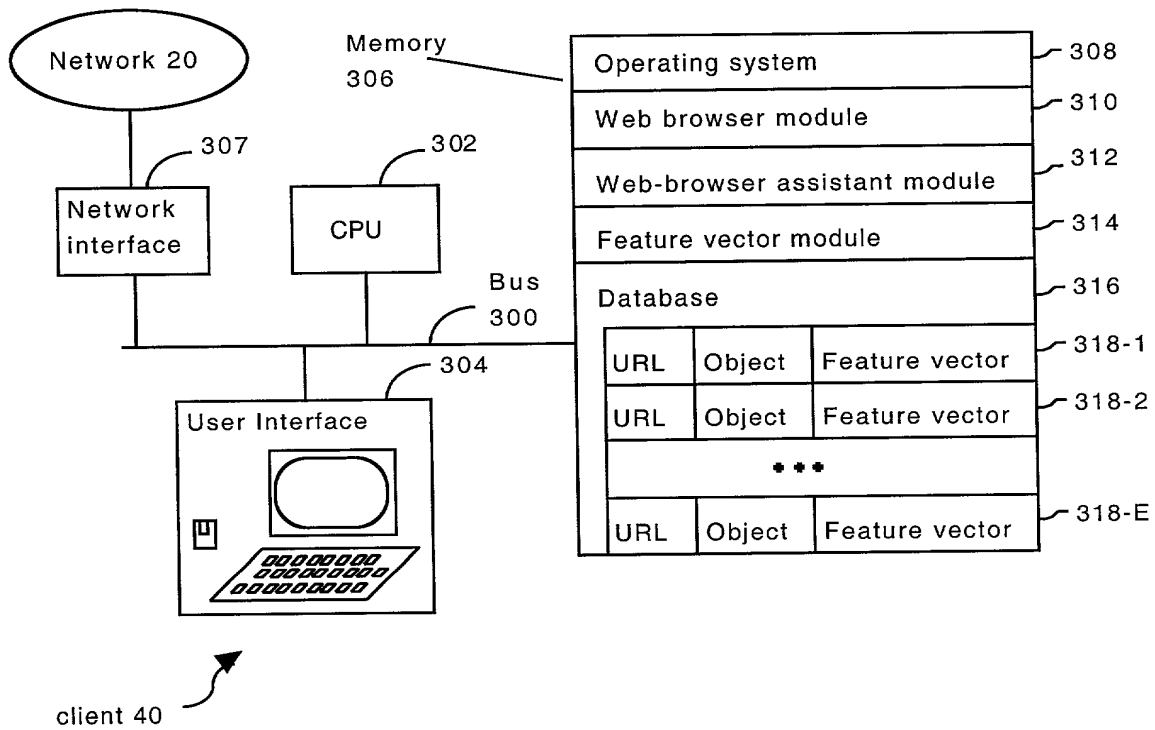 Network 20
Memory
306
Operating system
308
Web browser module
310
Web-browser assistant module
312
Feature vector module
314
Database
316
URL Object Feature vector
318-1
URL Object Feature vector
318-2
•••
URL Object Feature vector
318-E
307
Network
interface
302
CPU
Bus
300
304
User Interface
client 40